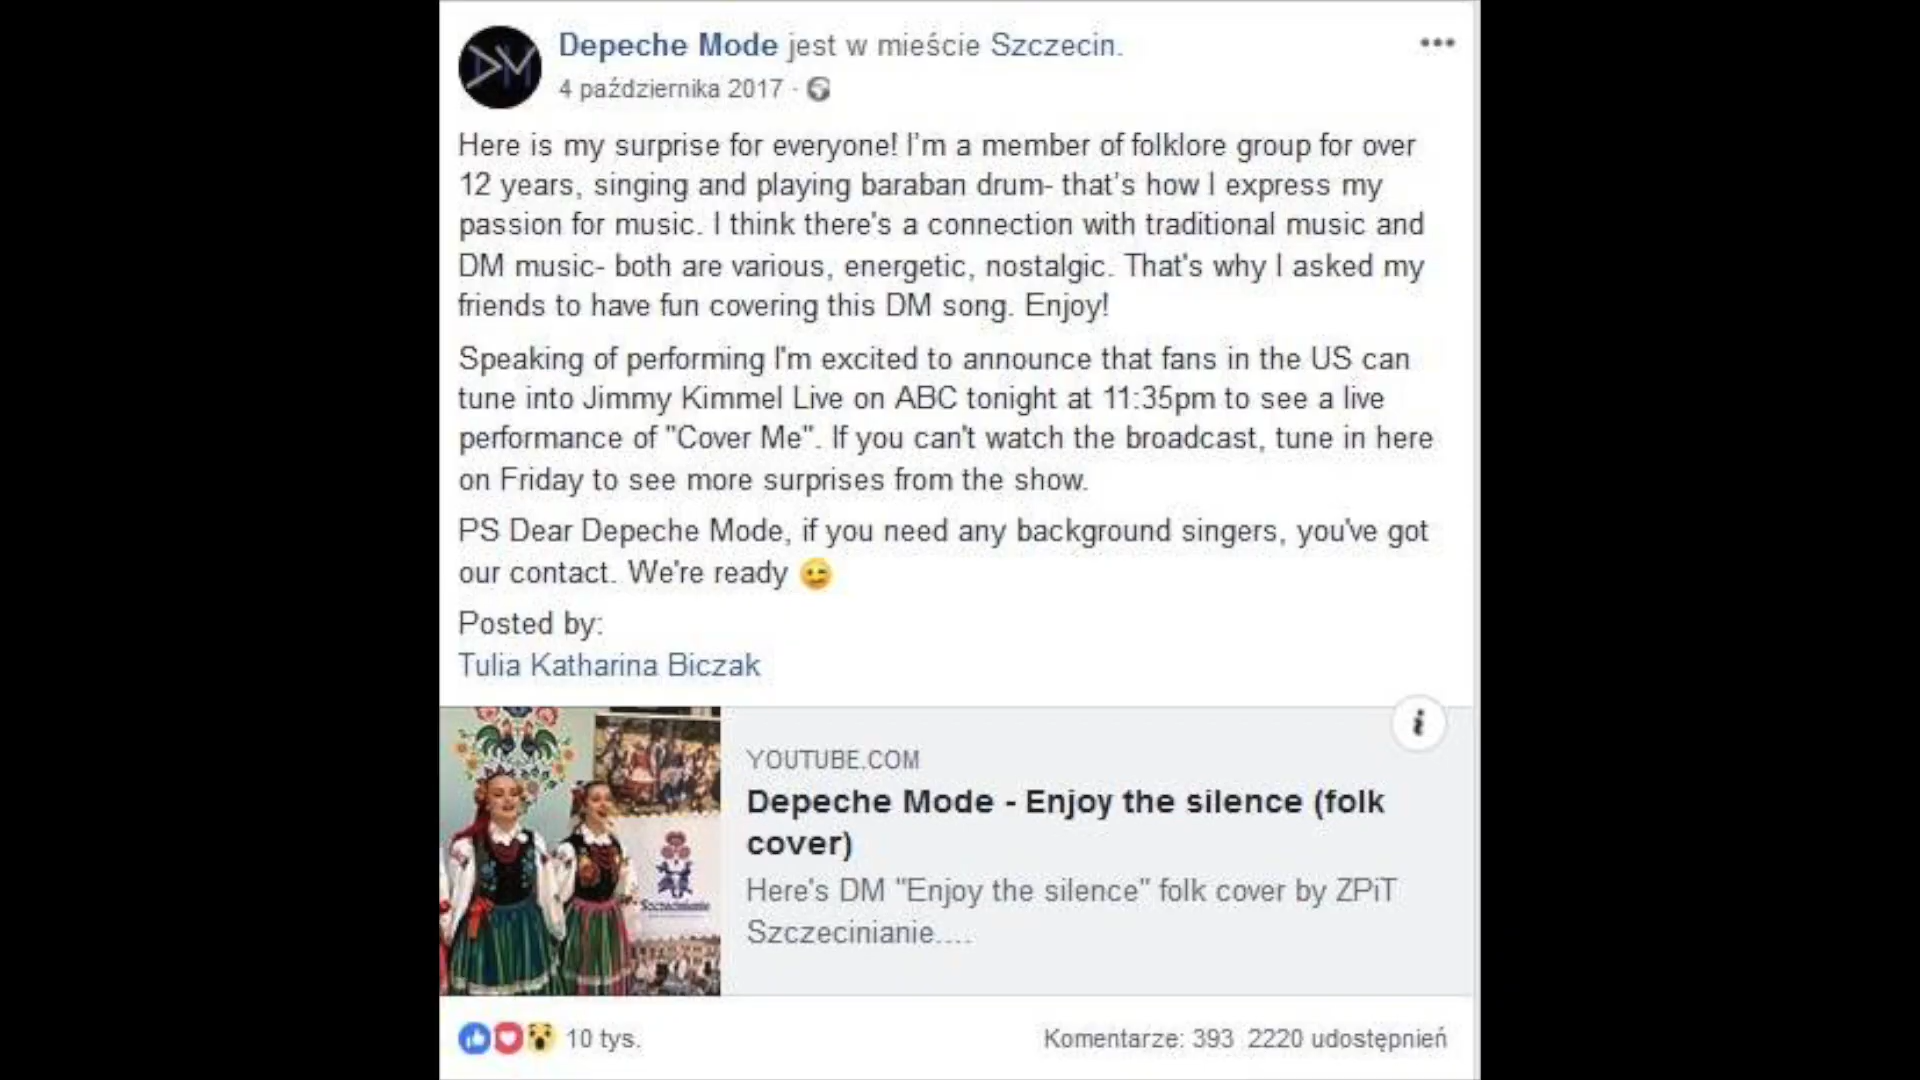 Depeche Mode jest w mieście Szczecin.
4 października 2017 ·
Here is my surprise for everyone! I'm a member of folklore group for over
12 years, singing and playing baraban drum- that's how I express my
passion for music. I think there's a connection with traditional music and
DM music- both are various, energetic, nostalgic. That's why I asked my
friends to have fun covering this DM song. Enjoy!
Speaking of performing I'm excited to announce that fans in the US can
tune into Jimmy Kimmel Live on ABC tonight at 11:35pm to see a live
performance of "Cover Me". If you can't watch the broadcast, tune in here
on Friday to see more surprises from the show.
PS Dear Depeche Mode, if you need any background singers, you've got
our contact. We're ready
Posted by:
Tulia Katharina Biczak
YOUTUBE.COM
Depeche Mode - Enjoy the silence (folk
cover)
Here's DM "Enjoy the silence" folk cover by ZPiT
Szczecinianie....
Szczecinianie
10 tys.
Komentarze: 393 2220 udostępnień